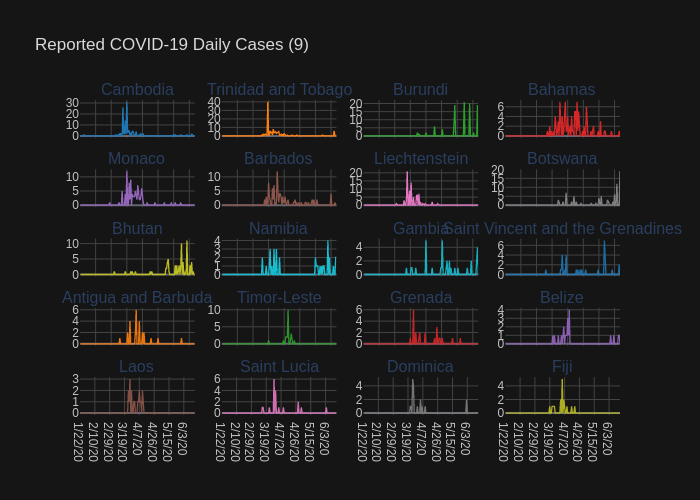 Reported COVID-19 Daily Cases (9)
Cambodia Trinidad and Tobago Burundi Bahamas
30 20 10 0 40 30 20 10 0 20 15 10 5 0 6 4 2 0
Monaco Barbados Liechtenstein Botswana
10 5 0 10 5 0 20 15 10 5 0 20 15 10 5 0
Bhutan Namibia Gambia Saint Vincent and the Grenadines
10 5 0 4 3 2 1 0 4 2 0 6 4 2 0
Antigua and Barbuda Timor-Leste Grenada Belize
6 4 2 0 10 5 0 6 4 2 0 4 3 2 1 0
Laos Saint Lucia Dominica Fiji
3 2 1 0 6 4 2 0 4 2 0 4 2 0
1/22/20 2/10/20 2/29/20 3/19/20 4/7/20 4/26/20 5/15/20 6/3/20 1/22/20 2/10/20 2/29/20 3/19/20 4/7/20 4/26/20 5/15/20 6/3/20 1/22/20 2/10/20 2/29/20 3/19/20 4/7/20 4/26/20 5/15/20 6/3/20 1/22/20 2/10/20 2/29/20 3/19/20 4/7/20 4/26/20 5/15/20 6/3/20